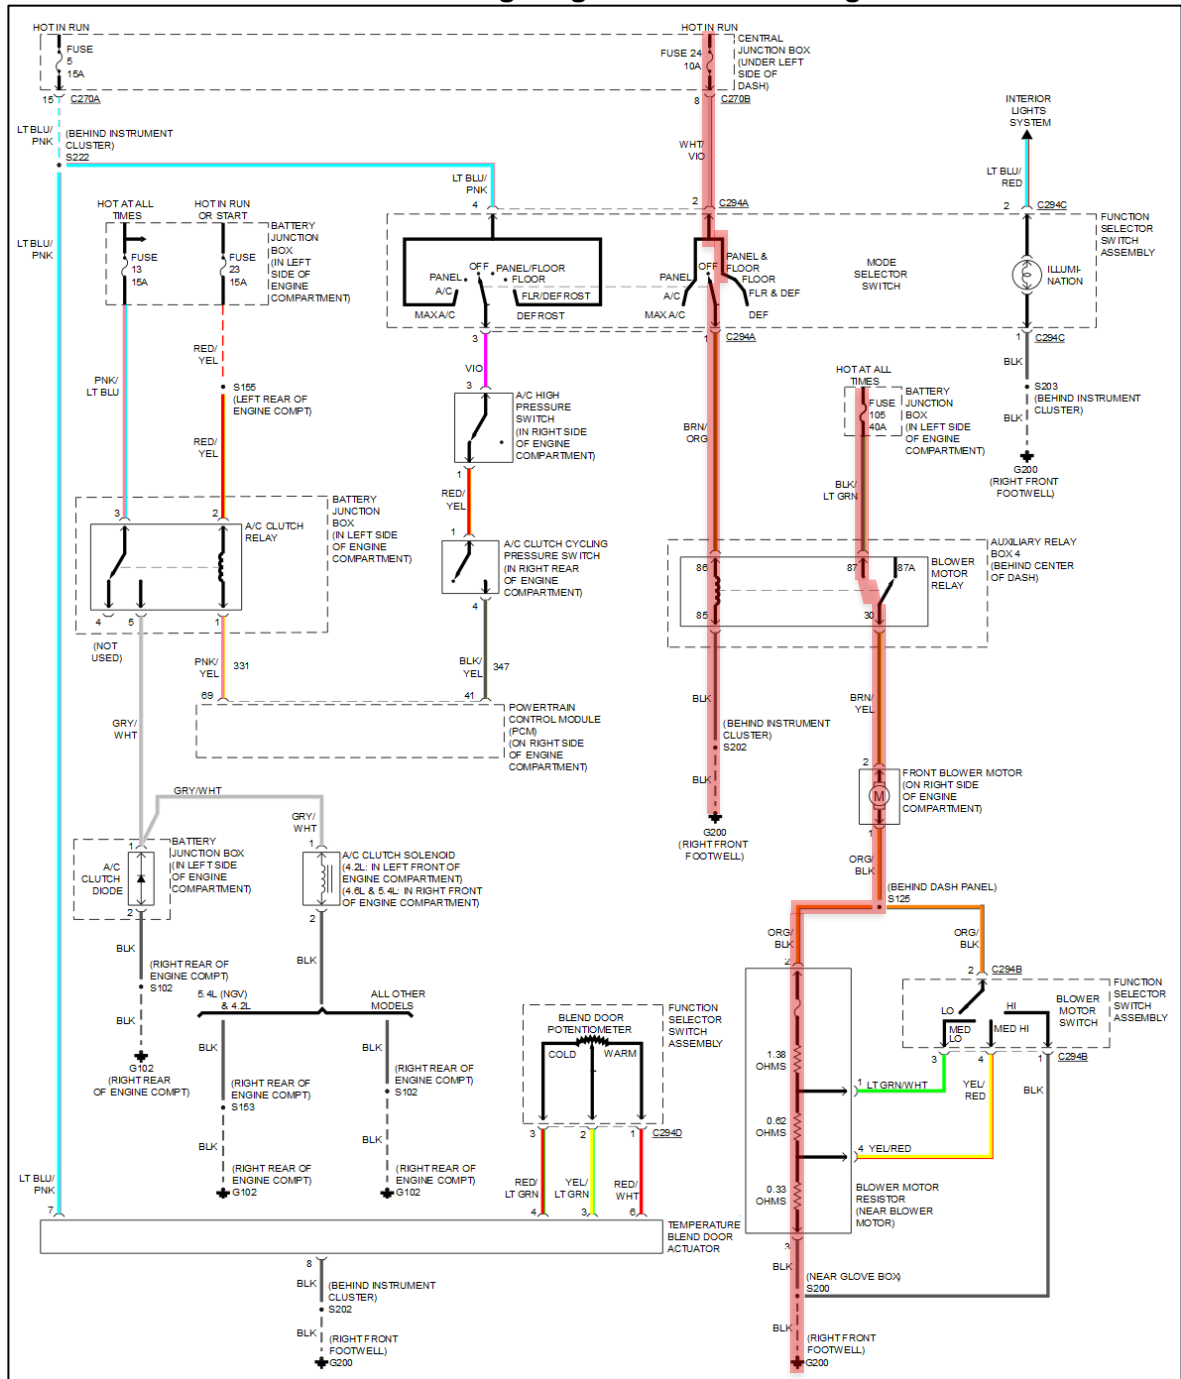 HOT IN RUN
FUSE
5
15A
15
C270A
HOT IN RUN
FUSE 24
10A
CENTRAL
JUNCTION BOX
(UNDER LEFT
SIDE OF
DASH)
8
C270B
LT BLU/
PNK
(BEHIND INSTRUMENT
CLUSTER)
S222
WHT/
VIO
INTERIOR
LIGHTS
SYSTEM
LT BLU/
PNK
4
2
C294A
LT BLU/
RED
2
C294C
HOT AT ALL
TIMES
HOT IN RUN
OR START
LT BLU/
PNK
FUSE
13
15A
FUSE
23
15A
BATTERY
JUNCTION
BOX
(IN LEFT
SIDE OF
ENGINE
COMPARTMENT)
OFF
PANEL
PANEL/FLOOR
FLOOR
A/C
FLR/DEFROST
MAX A/C
DEFROST
OFF
PANEL
PANEL &
FLOOR
FLOOR
A/C
FLR & DEF
MAX A/C
DEF
MODE
SELECTOR
SWITCH
ILLUMI-
NATION
FUNCTION
SELECTOR
SWITCH
ASSEMBLY
3
1
C294A
1
C294C
RED/
YEL
VIO
BLK
PNK/
LT BLU
S155
(LEFT REAR OF
ENGINE COMPT)
3
A/C HIGH
PRESSURE
SWITCH
(IN RIGHT SIDE
OF ENGINE
COMPARTMENT)
1
HOT AT ALL
TIMES
FUSE
105
40A
BATTERY
JUNCTION
BOX
(IN LEFT SIDE
OF ENGINE
COMPARTMENT)
S203
(BEHIND INSTRUMENT
CLUSTER)
BLK
G200
(RIGHT FRONT
FOOTWELL)
RED/
YEL
BRN/
ORG
BLK/
LT GRN
RED/
YEL
BATTERY
JUNCTION
BOX
(IN LEFT SIDE
OF ENGINE
COMPARTMENT)
3
2
A/C CLUTCH
RELAY
4
5
1
(NOT
USED)
1
A/C CLUTCH CYCLING
PRESSURE SWITCH
(IN RIGHT REAR
OF ENGINE
COMPARTMENT)
4
86
87
87A
85
30
BLOWER
MOTOR
RELAY
AUXILIARY RELAY
BOX 4
(BEHIND CENTER
OF DASH)
PNK/
YEL
331
BLK/
YEL
347
69
41
POWERTRAIN
CONTROL MODULE
(PCM)
(ON RIGHT SIDE
OF ENGINE
COMPARTMENT)
BLK
BRN/
YEL
(BEHIND INSTRUMENT
CLUSTER)
S202
BLK
G200
(RIGHT FRONT
FOOTWELL)
GRY/
WHT
2
M
FRONT BLOWER MOTOR
(ON RIGHT SIDE
OF ENGINE
COMPARTMENT)
1
GRY/WHT
GRY/
WHT
1
A/C
CLUTCH
DIODE
2
BATTERY
JUNCTION BOX
(IN LEFT SIDE
OF ENGINE
COMPARTMENT)
1
A/C CLUTCH SOLENOID
(4.2L: IN LEFT FRONT OF
ENGINE COMPARTMENT)
(4.6L & 5.4L: IN RIGHT FRONT
OF ENGINE COMPARTMENT)
2
ORG/
BLK
(BEHIND DASH PANEL)
S125
ORG/
BLK
ORG/
BLK
2
2
C294B
BLK
(RIGHT REAR OF
ENGINE COMPT)
S102
BLK
G102
(RIGHT REAR
OF ENGINE COMPT)
BLK
5.4L (NGV)
& 4.2L
ALL OTHER
MODELS
BLK
(RIGHT REAR OF
ENGINE COMPT)
S153
BLK
(RIGHT REAR OF
ENGINE COMPT)
G102
BLK
(RIGHT REAR OF
ENGINE COMPT)
S102
BLK
(RIGHT REAR OF
ENGINE COMPT)
G102
BLEND DOOR
POTENTIOMETER
COLD
WARM
FUNCTION
SELECTOR
SWITCH
ASSEMBLY
3
2
1
C294D
RED/
LT GRN
YEL/
LT GRN
RED/
WHT
4
3
6
LO
HI
MED
LO
MED HI
BLOWER
MOTOR
SWITCH
FUNCTION
SELECTOR
SWITCH
ASSEMBLY
3
4
1
C294B
1.38
OHMS
1
LT GRN/WHT
YEL/
RED
BLK
0.62
OHMS
4
YEL/RED
0.33
OHMS
BLOWER MOTOR
RESISTOR
(NEAR BLOWER
MOTOR)
3
BLK
(NEAR GLOVE BOX)
S200
BLK
(RIGHT FRONT
FOOTWELL)
G200
LT BLU/
PNK
7
TEMPERATURE
BLEND DOOR
ACTUATOR
8
BLK
(BEHIND INSTRUMENT
CLUSTER)
S202
BLK
(RIGHT FRONT
FOOTWELL)
G200